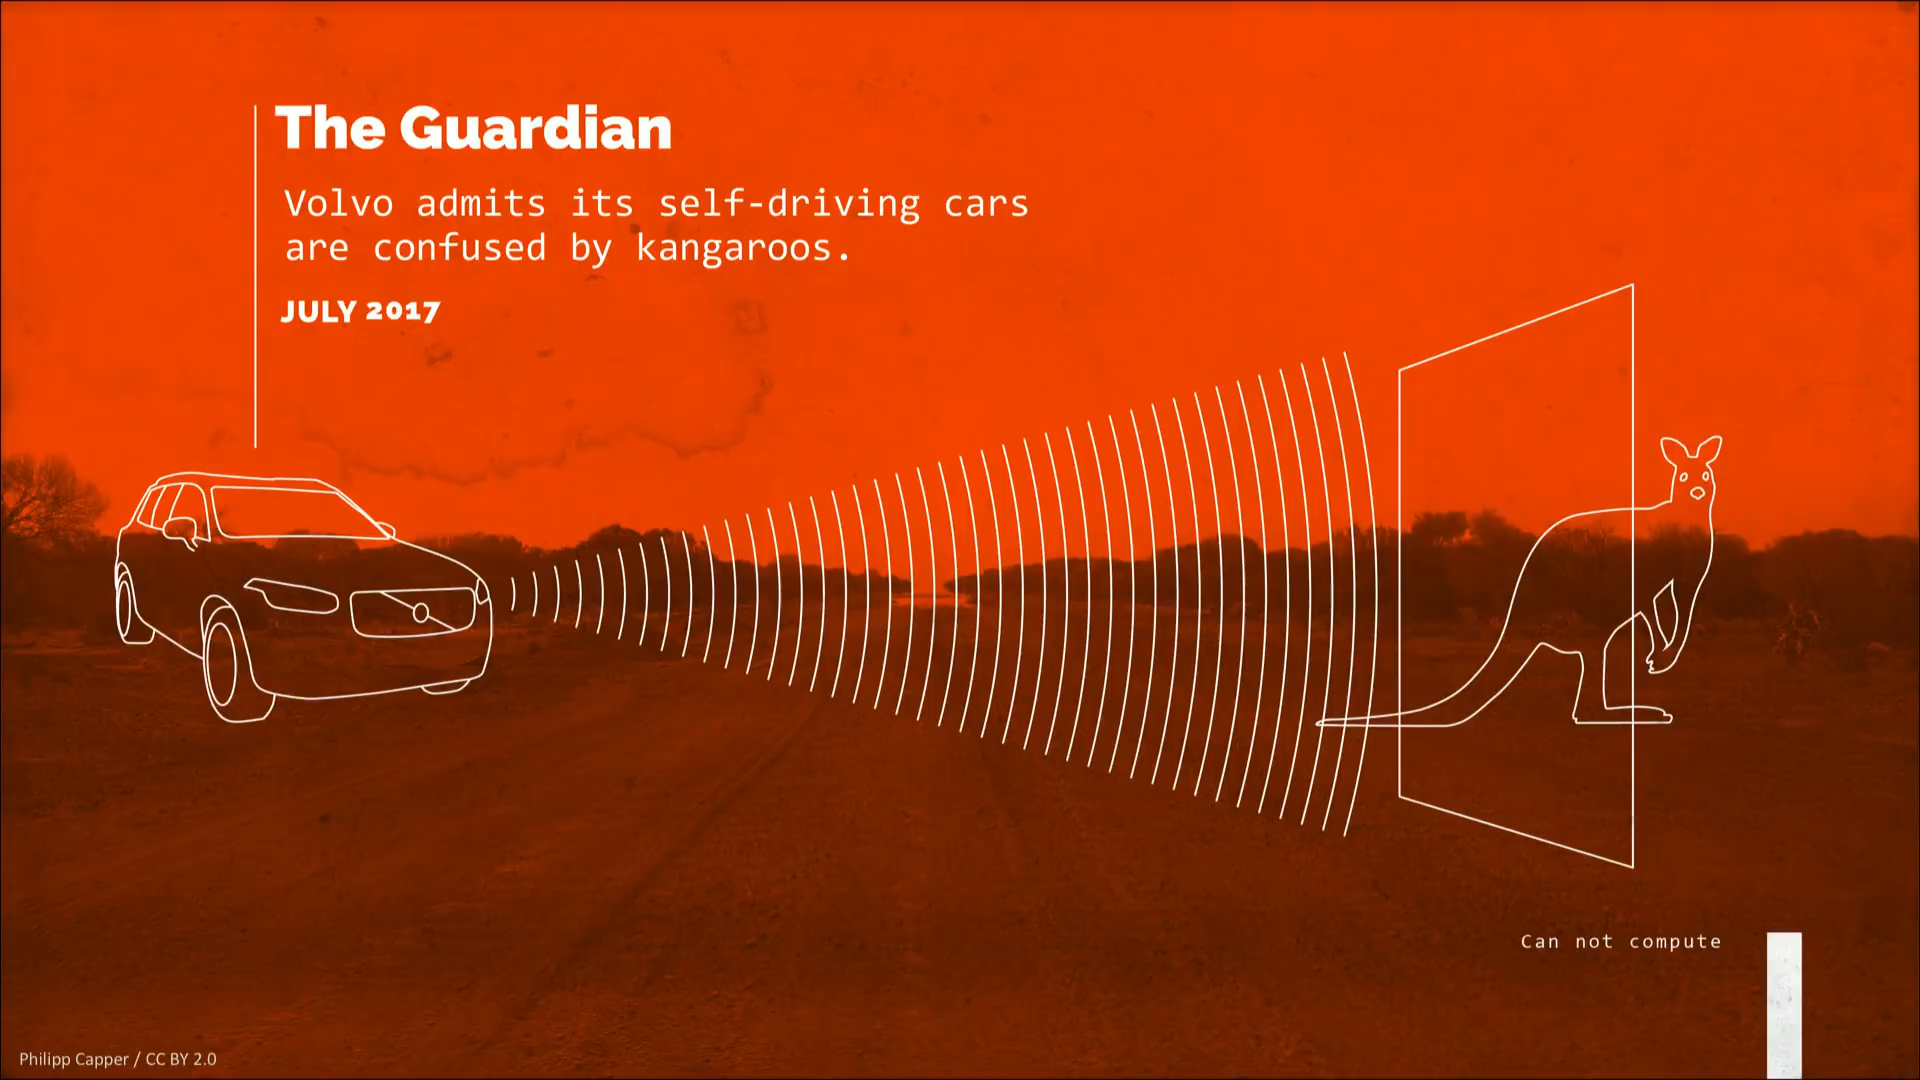 The Guardian
Volvo admits its self-driving cars
are confused by kangaroos.
JULY 2017
Can not compute
Philipp Capper / CC BY 2.0